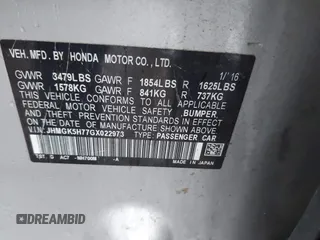 VEH. MFD. BY HONDA MOTOR CO., LTD.
1/ 16
GVWR 3479LBS GAWR F 1854LBS R 1625LBS
GVWR 1578KG GAWR F 841KG R 737KG
THIS VEHICLE CONFORMS TO ALL APPLICABLE
FEDERAL MOTOR VEHICLE SAFETY, BUMPER,
AND THEFT PREVENTION STANDARDS IN EFFECT
ON THE DATE OF MANUFACTURE SHOWN ABOVE.
V.I.N. JHMGK5H77GX022973 TYPE: PASSENGER CAR
MADE IN JAPAN
DREAMBID